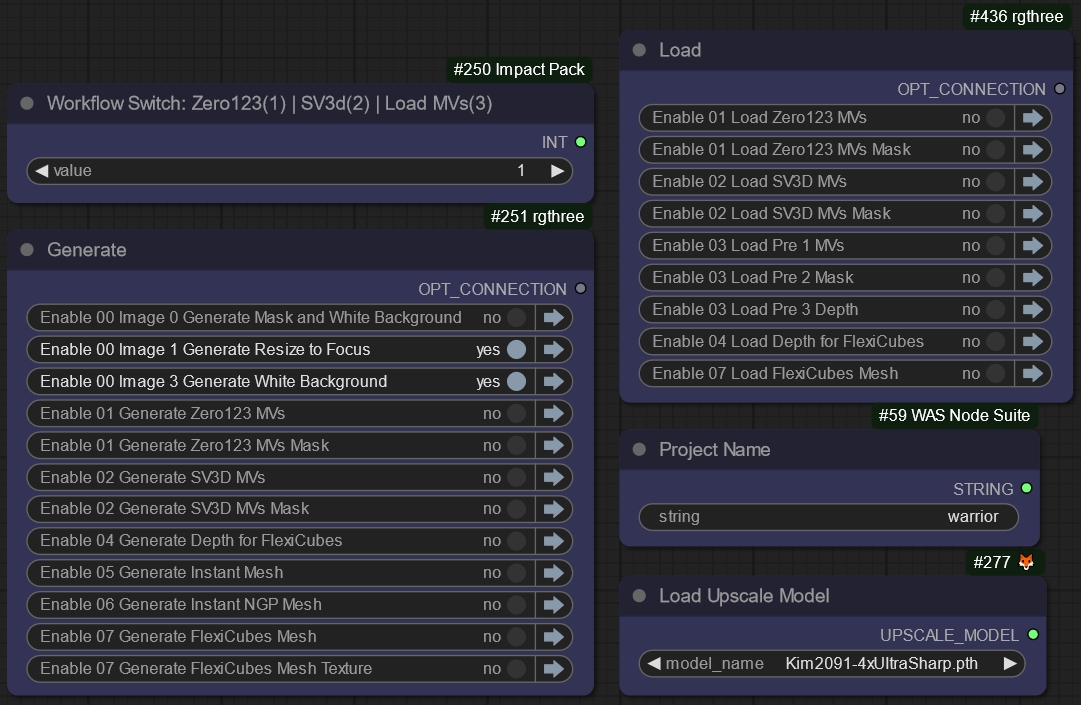 #250 Impact Pack
Workflow Switch: Zero123(1) | SV3d(2) | Load MVs(3)
INT
value 1
#251 rgthree
Generate
OPT_CONNECTION
Enable 00 Image 0 Generate Mask and White Background no
Enable 00 Image 1 Generate Resize to Focus yes
Enable 00 Image 3 Generate White Background yes
Enable 01 Generate Zero123 MVs no
Enable 01 Generate Zero123 MVs Mask no
Enable 02 Generate SV3D MVs no
Enable 02 Generate SV3D MVs Mask no
Enable 04 Generate Depth for FlexiCubes no
Enable 05 Generate Instant Mesh no
Enable 06 Generate Instant NGP Mesh no
Enable 07 Generate FlexiCubes Mesh no
Enable 07 Generate FlexiCubes Mesh Texture no
#436 rgthree
Load
OPT_CONNECTION
Enable 01 Load Zero123 MVs no
Enable 01 Load Zero123 MVs Mask no
Enable 02 Load SV3D MVs no
Enable 02 Load SV3D MVs Mask no
Enable 03 Load Pre 1 MVs no
Enable 03 Load Pre 2 Mask no
Enable 03 Load Pre 3 Depth no
Enable 04 Load Depth for FlexiCubes no
Enable 07 Load FlexiCubes Mesh no
#59 WAS Node Suite
Project Name
STRING
string warrior
#277 🦊
Load Upscale Model
UPSCALE_MODEL
model_name Kim2091-4xUltraSharp.pth